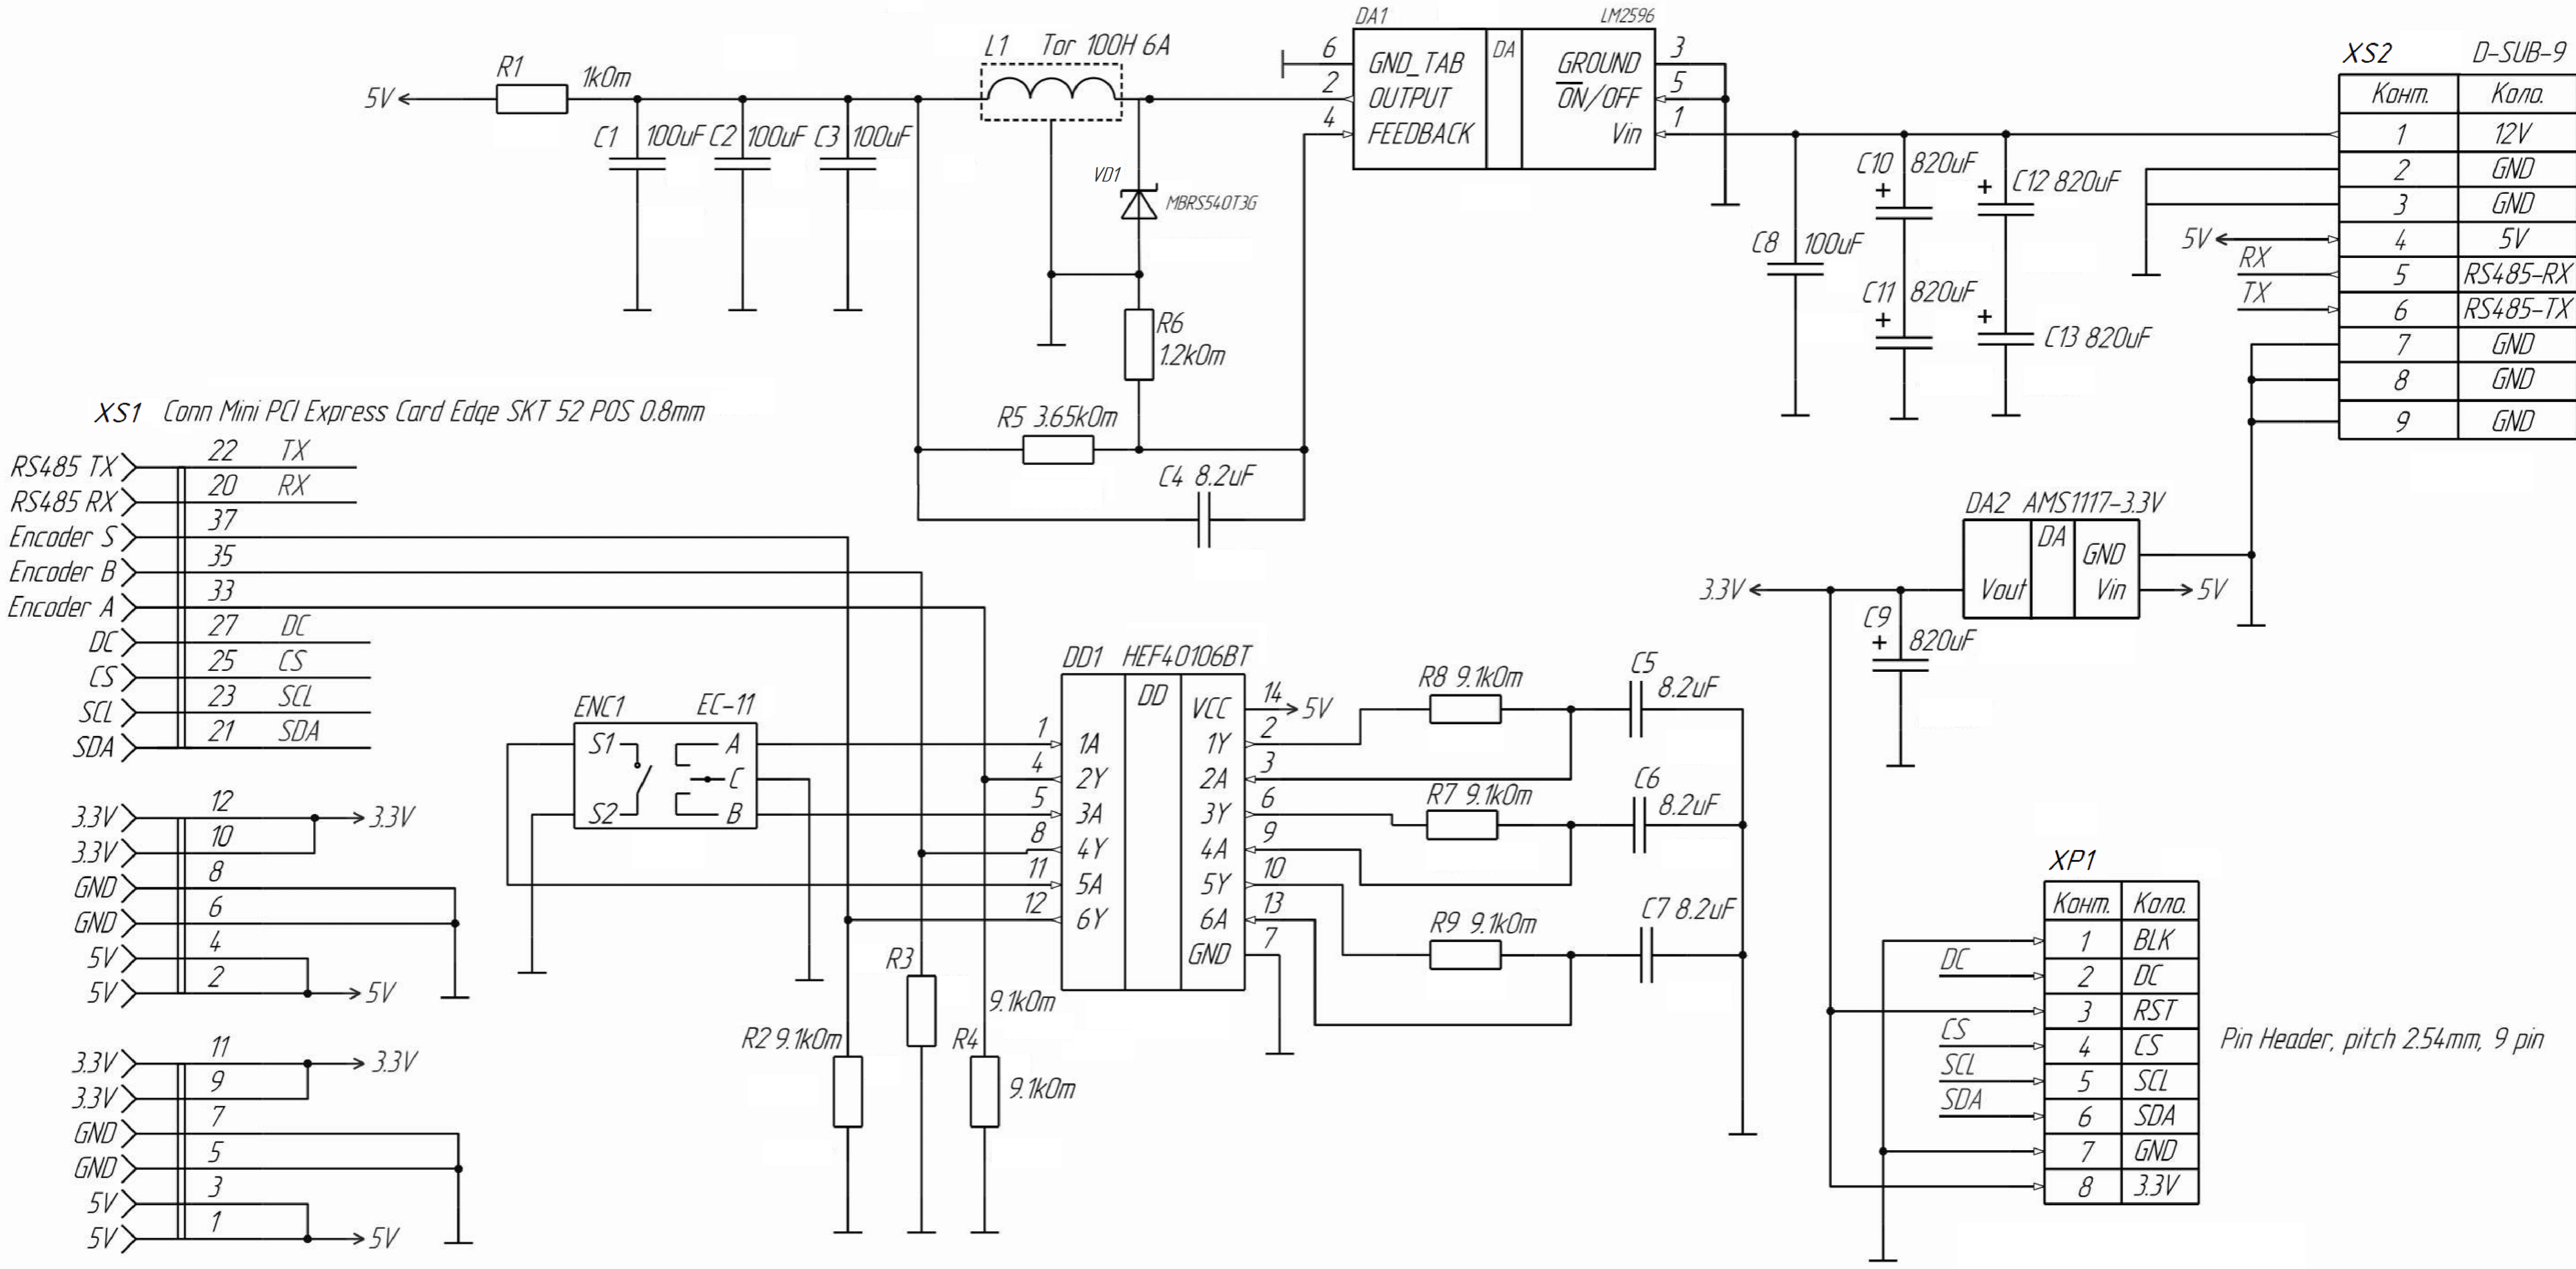 R1
1kOm
5V
C1
100uF
C2
100uF
C3
100uF
L1 Tor 100H 6A
VD1
MBRS540T3G
R6
1.2kOm
R5 3.65kOm
C4 8.2uF
DA1
LM2596
6
GND_TAB
DA
GROUND
3
2
OUTPUT
ON/OFF
5
4
FEEDBACK
Vin
1
C8 100uF
C10 820uF
+
C11 820uF
+
C12 820uF
+
C13 820uF
+
XS2
D-SUB-9
Конт.
Кола.
1
12V
2
GND
3
GND
5V
4
5V
RX
5
RS485-RX
TX
6
RS485-TX
7
GND
8
GND
9
GND
XS1 Conn Mini PCI Express Card Edge SKT 52 POS 0.8mm
RS485 TX
22
TX
RS485 RX
20
RX
Encoder S
37
Encoder B
35
Encoder A
33
DC
27
DC
CS
25
CS
SCL
23
SCL
SDA
21
SDA
3.3V
12
3.3V
3.3V
10
GND
8
GND
6
5V
4
5V
2
5V
3.3V
11
3.3V
3.3V
9
GND
7
GND
5
5V
3
5V
1
5V
ENC1
EC-11
S1
A
C
S2
B
DD1 HEF40106BT
DD
VCC
14
5V
1
1A
1Y
2
4
2Y
2A
3
5
3A
3Y
6
8
4Y
4A
9
11
5A
5Y
10
12
6Y
6A
13
GND
7
R3
9.1kOm
R2 9.1kOm
R4
9.1kOm
R8 9.1kOm
C5
8.2uF
R7 9.1kOm
C6
8.2uF
R9 9.1kOm
C7 8.2uF
DA2 AMS1117-3.3V
DA
GND
Vout
Vin
5V
3.3V
C9
+
820uF
XP1
Конт.
Кола.
1
BLK
DC
2
DC
3
RST
CS
4
CS
SCL
5
SCL
SDA
6
SDA
7
GND
8
3.3V
Pin Header, pitch 2.54mm, 9 pin